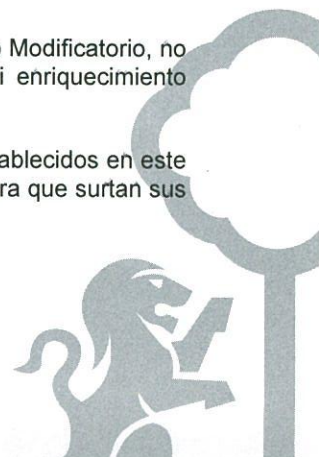 Modificatorio, no
i enriquecimiento
ablecidos en este
ra que surtan sus